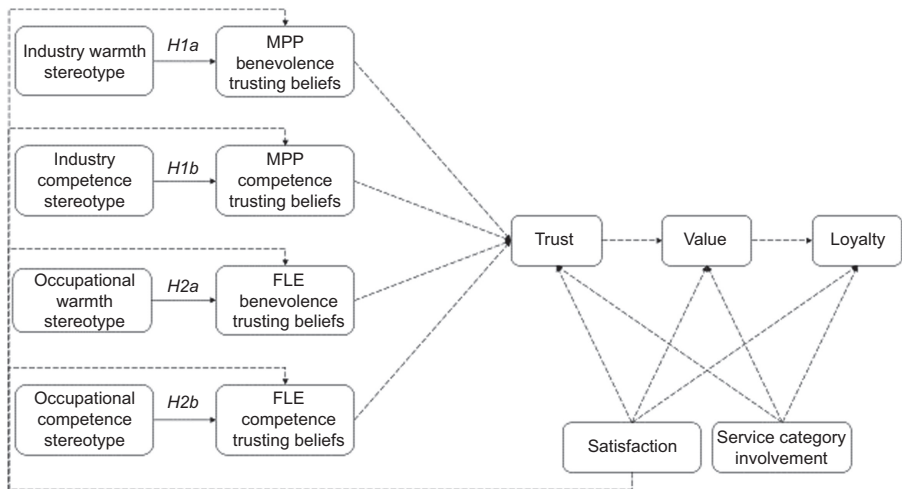 Industry warmth
stereotype
H1a
MPP
benevolence
trusting beliefs
Industry
competence
stereotype
H1b
MPP
competence
trusting beliefs
Occupational
warmth
stereotype
H2a
FLE
benevolence
trusting beliefs
Occupational
competence
stereotype
H2b
FLE
competence
trusting beliefs
Trust
Value
Loyalty
Satisfaction
Service category
involvement